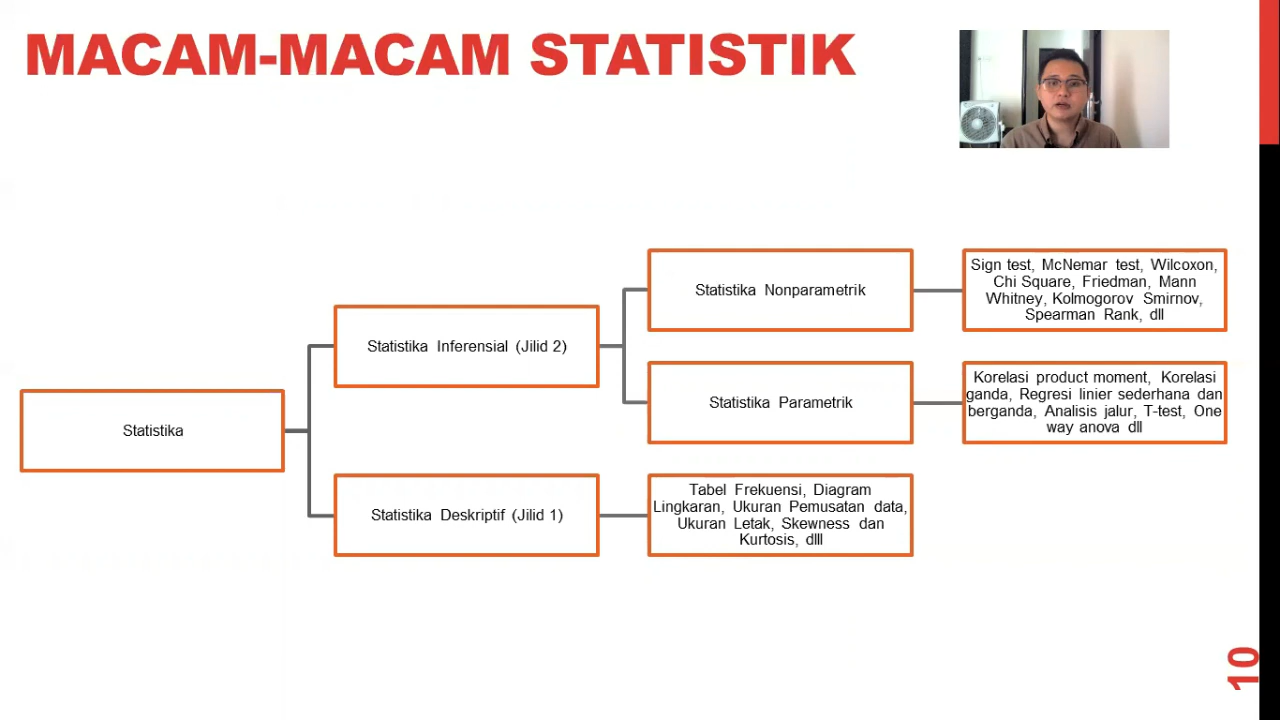 MACAM-MACAM STATISTIK
Statistika Nonparametrik
Sign test, McNemar test, Wilcoxon,
Chi Square, Friedman, Mann
Whitney, Kolmogorov Smirnov,
Spearman Rank, dll
Statistika Inferensial (Jilid 2)
Statistika Parametrik
Korelasi product moment, Korelasi
ganda, Regresi linier sederhana dan
berganda, Analisis jalur, T-test, One
way anova dll
Statistika
Statistika Deskriptif (Jilid 1)
Tabel Frekuensi, Diagram
Lingkaran, Ukuran Pemusatan data,
Ukuran Letak, Skewness dan
Kurtosis, dlll
10